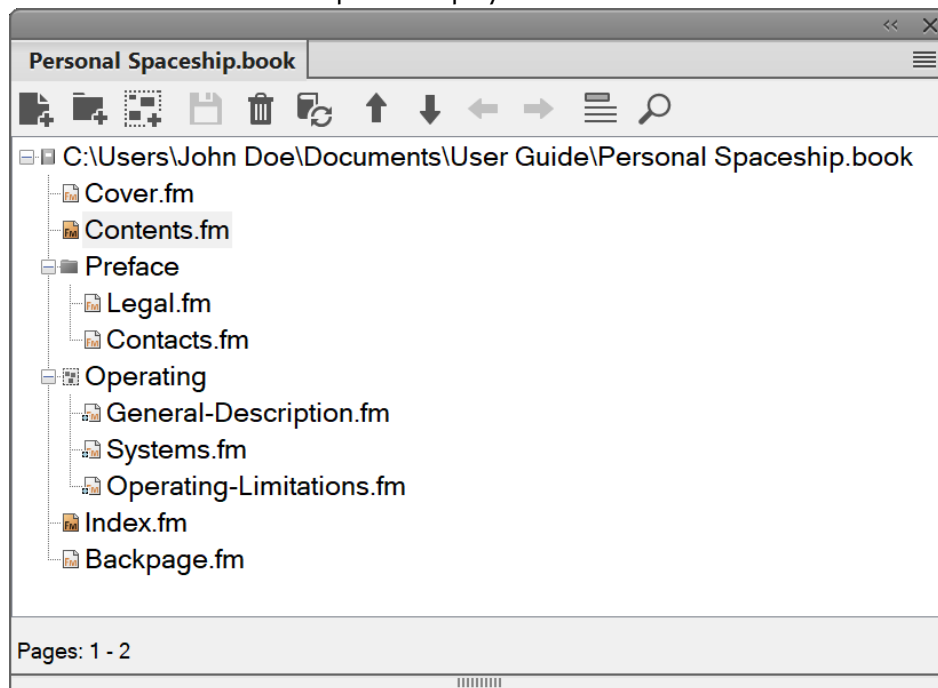 Personal Spaceship.book
C:\Users\John Doe\Documents\User Guide\Personal Spaceship.book
Cover.fm
Contents.fm
Preface
Legal.fm
Contacts.fm
Operating
General-Description.fm
Systems.fm
Operating-Limitations.fm
Index.fm
Backpage.fm
Pages: 1 - 2